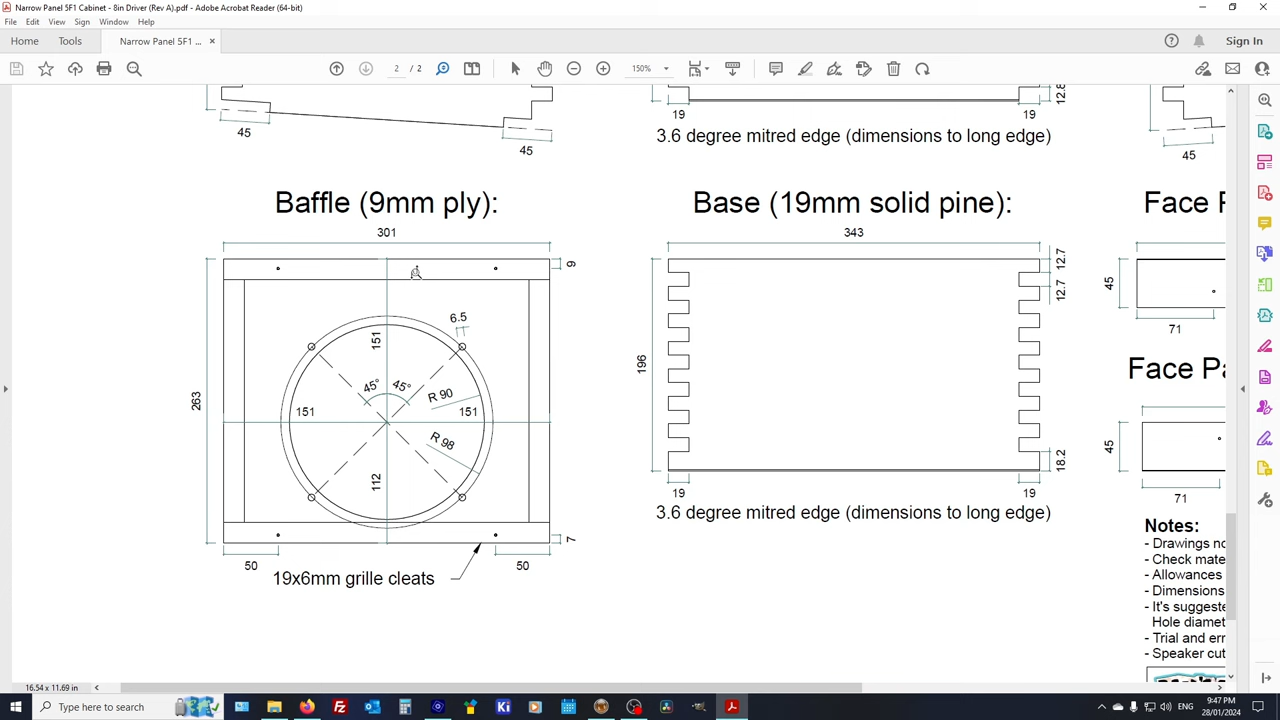 Narrow Panel 5F1 Cabinet - 8in Driver (Rev A).pdf - Adobe Acrobat Reader (64-bit)
File Edit View Sign Window Help
Home Tools Narrow Panel 5F1 ... × Sign In
2 / 2 150%
45
45
19
19
12.8
3.6 degree mitred edge (dimensions to long edge)
45
Baffle (9mm ply):
301
9
263
6.5
151
45° 45°
R 90
151
151
R 98
112
7
50
50
19x6mm grille cleats
Base (19mm solid pine):
343
12.7
12.7
196
18.2
19
19
3.6 degree mitred edge (dimensions to long edge)
Face P
45
71
Face Pa
45
71
Notes:
- Drawings no
- Check mate
- Allowances
- Dimensions
- It's suggeste
Hole diamet
- Trial and err
- Speaker cut
16.54 x 11.69 in
Type here to search
ENG
9:47 PM
28/01/2024